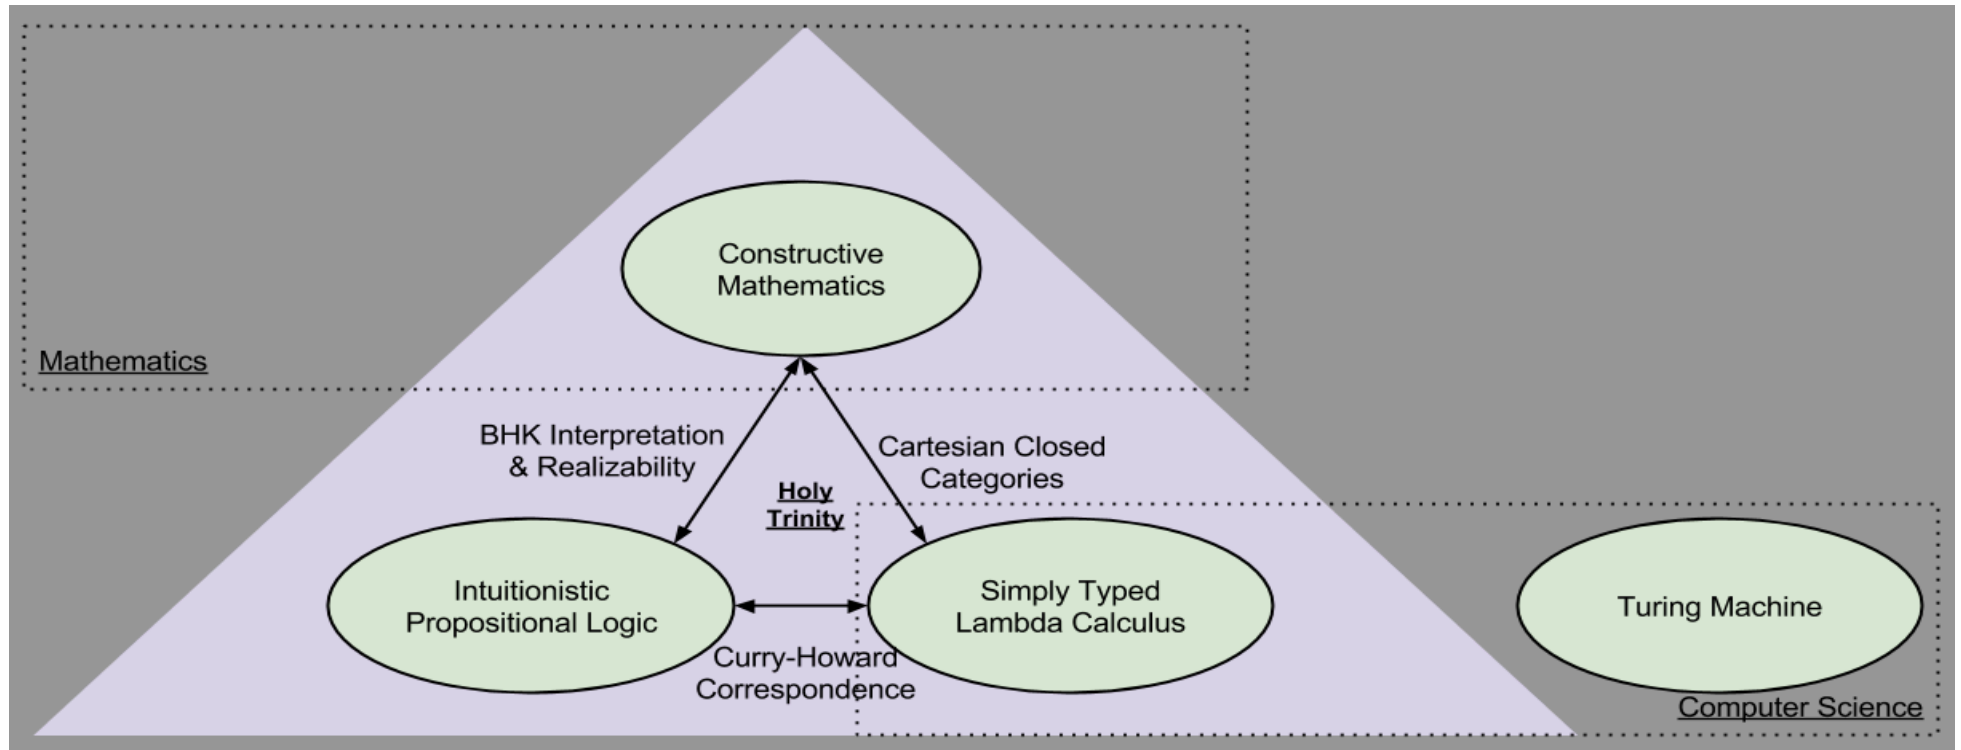 Constructive
Mathematics
Mathematics
BHK Interpretation
& Realizability
Cartesian Closed
Categories
Holy
Trinity
Intuitionistic
Propositional Logic
Simply Typed
Lambda Calculus
Turing Machine
Curry-Howard
Correspondence
Computer Science